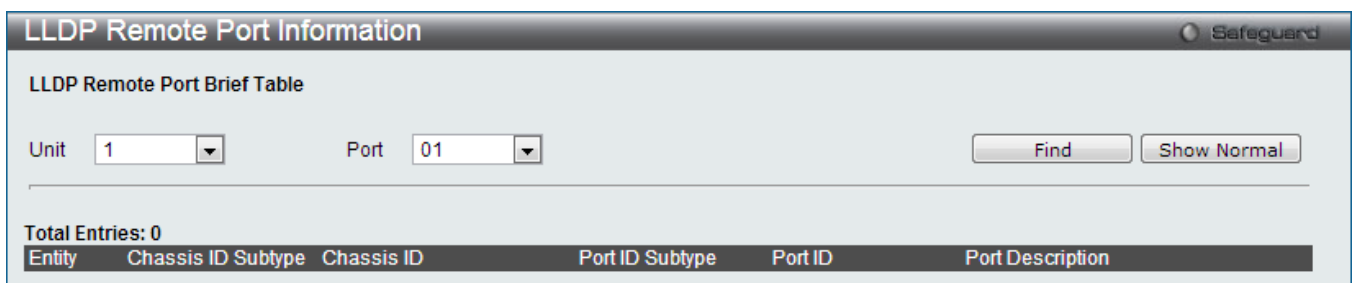 LLDP Remote Port Information Safeguard
LLDP Remote Port Brief Table
Unit 1 Port 01 Find Show Normal
Total Entries: 0
Entity Chassis ID Subtype Chassis ID Port ID Subtype Port ID Port Description